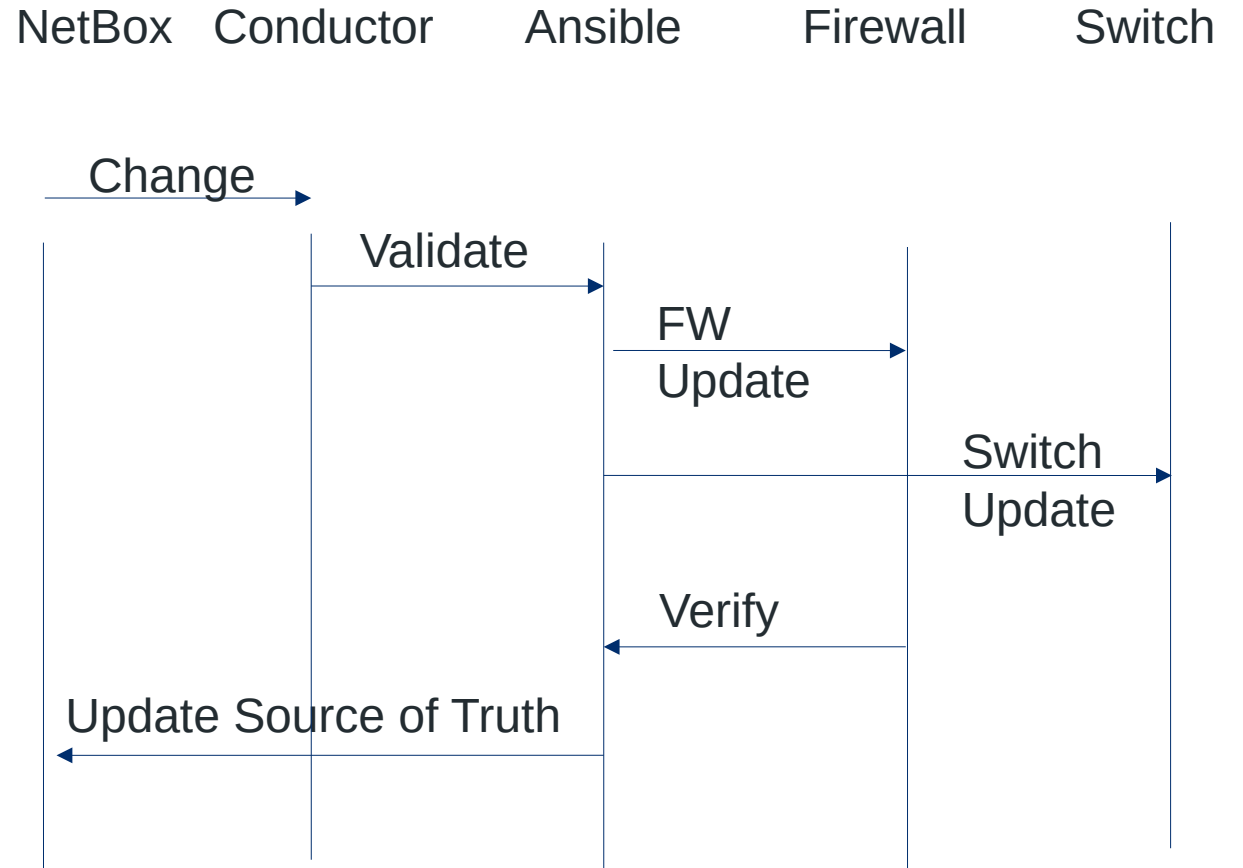 NetBox Conductor Ansible Firewall Switch
Change
Validate
FW
Update
Switch
Update
Verify
Update Source of Truth